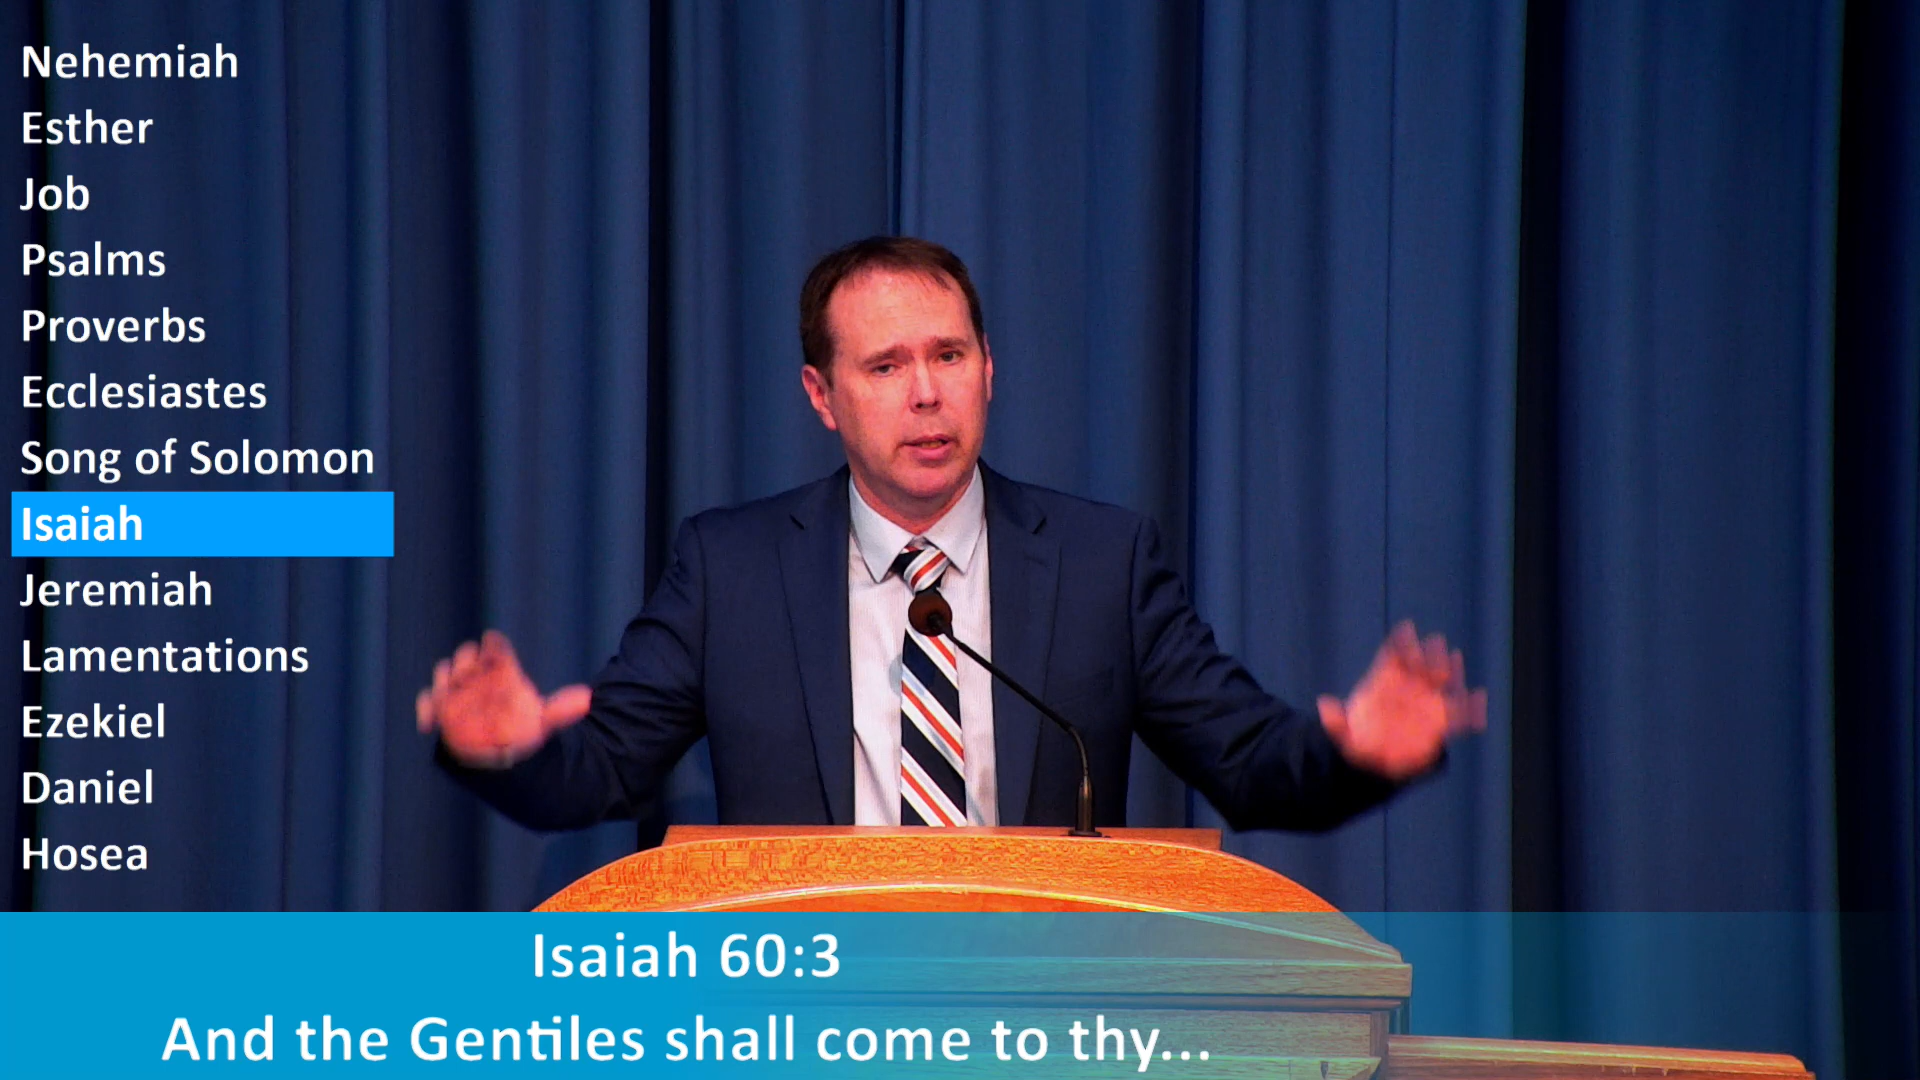 Nehemiah
Esther
Job
Psalms
Proverbs
Ecclesiastes
Song of Solomon
Isaiah
Jeremiah
Lamentations
Ezekiel
Daniel
Hosea
Isaiah 60:3
And the Gentiles shall come to thy...